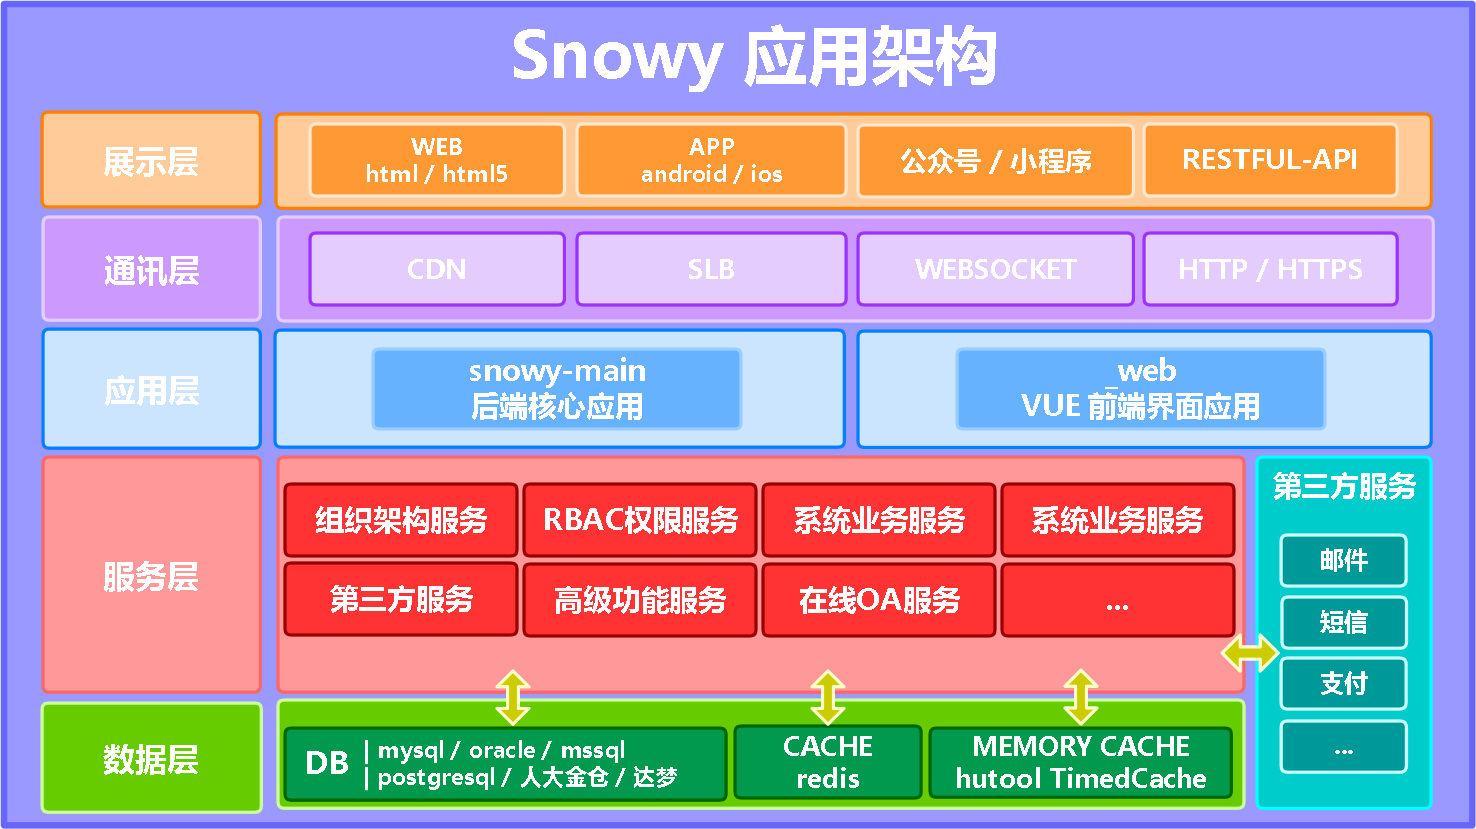 Snowy 应用架构
展示层
WEB
html / html5
APP
android / ios
公众号 / 小程序
RESTFUL-API
通讯层
CDN
SLB
WEBSOCKET
HTTP / HTTPS
应用层
snowy-main
后端核心应用
_web
VUE 前端界面应用
服务层
组织架构服务
RBAC权限服务
系统业务服务
系统业务服务
第三方服务
高级功能服务
在线OA服务
...
第三方服务
邮件
短信
支付
...
数据层
DB
| mysql / oracle / mssql
| postgresql / 人大金仓 / 达梦
CACHE
redis
MEMORY CACHE
hutool TimedCache